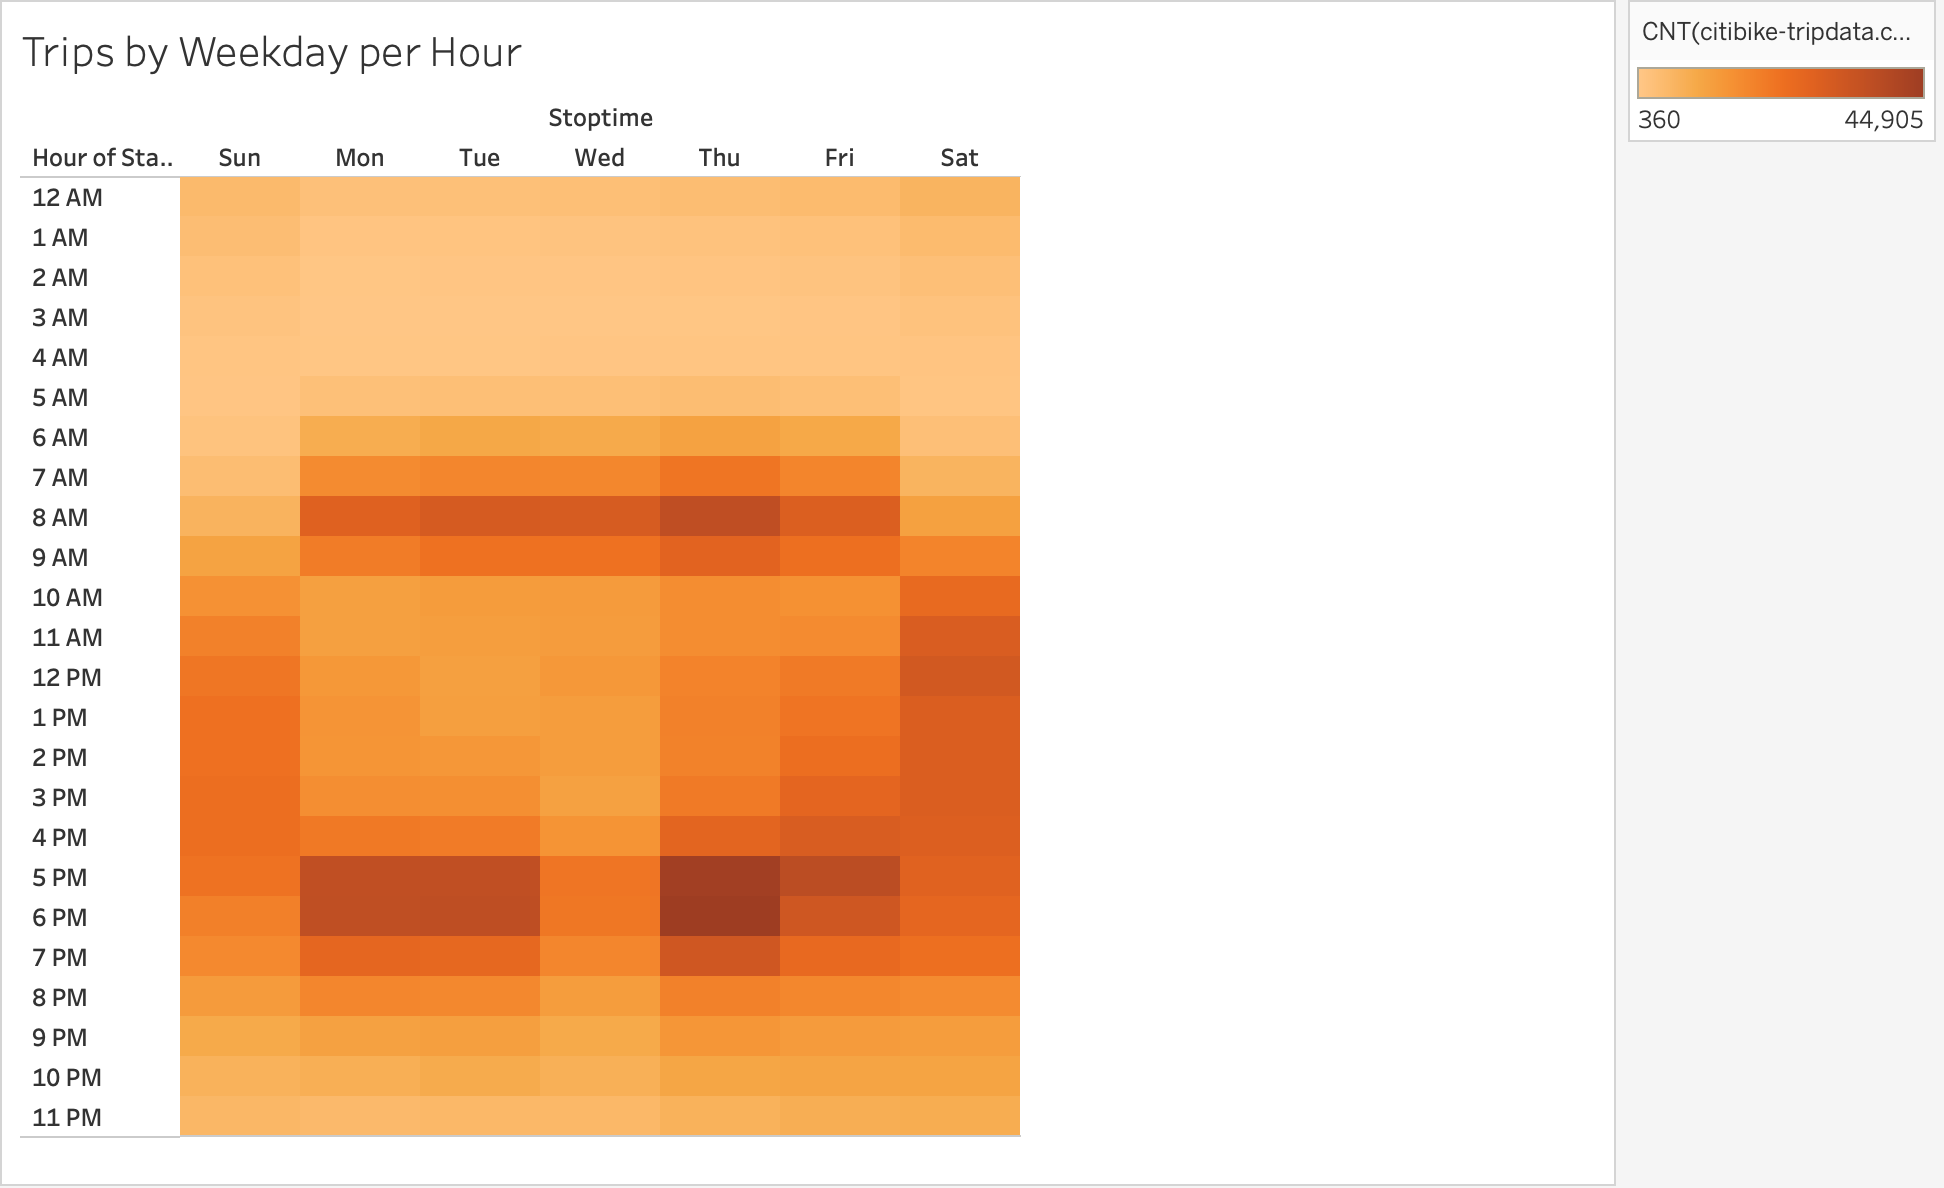 Trips by Weekday per Hour
CNT(citibike-tripdata.c...
360 44,905
Stoptime
Hour of Sta.. Sun Mon Tue Wed Thu Fri Sat
12 AM
1 AM
2 AM
3 AM
4 AM
5 AM
6 AM
7 AM
8 AM
9 AM
10 AM
11 AM
12 PM
1 PM
2 PM
3 PM
4 PM
5 PM
6 PM
7 PM
8 PM
9 PM
10 PM
11 PM